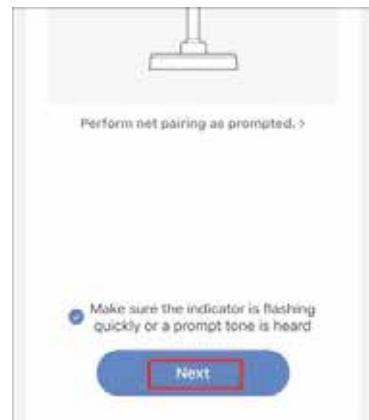 Perform net pairing as prompted. >
Make sure the indicator is flashing
quickly or a prompt tone is heard
Next